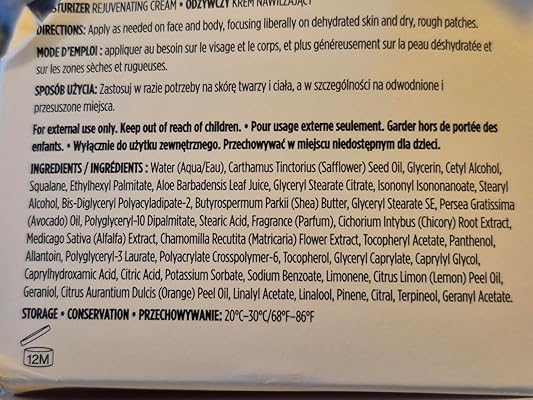 REJUVENATING CREAM • ODŻYWCZY KREM NAWILŻAJĄCY
DIRECTIONS: Apply as needed on face and body, focusing liberally on dehydrated skin and dry, rough patches.
MODE D'EMPLOI : appliquer au besoin sur le visage et le corps, et plus généreusement sur la peau déshydratée et
sur les zones sèches et rugueuses.
SPOSÓB UŻYCIA: Zastosuj w razie potrzeby na skórę twarzy i ciała, a w szczególności na odwodnione i
przesuszone miejsca.
For external use only. Keep out of reach of children. • Pour usage externe seulement. Garder hors de portée des
enfants. • Wyłącznie do użytku zewnętrznego. Przechowywać w miejscu niedostępnym dla dzieci.
INGREDIENTS / INGRÉDIENTS : Water (Aqua/Eau), Carthamus Tinctorius (Safflower) Seed Oil, Glycerin, Cetyl Alcohol,
Squalane, Ethylhexyl Palmitate, Aloe Barbadensis Leaf Juice, Glyceryl Stearate Citrate, Isononyl Isononanoate, Stearyl
Alcohol, Bis-Diglyceryl Polyacyladipate-2, Butyrospermum Parkii (Shea) Butter, Glyceryl Stearate SE, Persea Gratissima
(Avocado) Oil, Polyglyceryl-10 Dipalmitate, Stearic Acid, Fragrance (Parfum), Cichorium Intybus (Chicory) Root Extract,
Medicago Sativa (Alfalfa) Extract, Chamomilla Recutita (Matricaria) Flower Extract, Tocopheryl Acetate, Panthenol,
Allantoin, Polyglyceryl-3 Laurate, Polyacrylate Crosspolymer-6, Tocopherol, Glyceryl Caprylate, Caprylyl Glycol,
Caprylhydroxamic Acid, Citric Acid, Potassium Sorbate, Sodium Benzoate, Limonene, Citrus Limon (Lemon) Peel Oil,
Geraniol, Citrus Aurantium Dulcis (Orange) Peel Oil, Linalyl Acetate, Linalool, Pinene, Citral, Terpineol, Geranyl Acetate.
STORAGE • CONSERVATION • PRZECHOWYWANIE: 20°C–30°C/68°F–86°F
12M